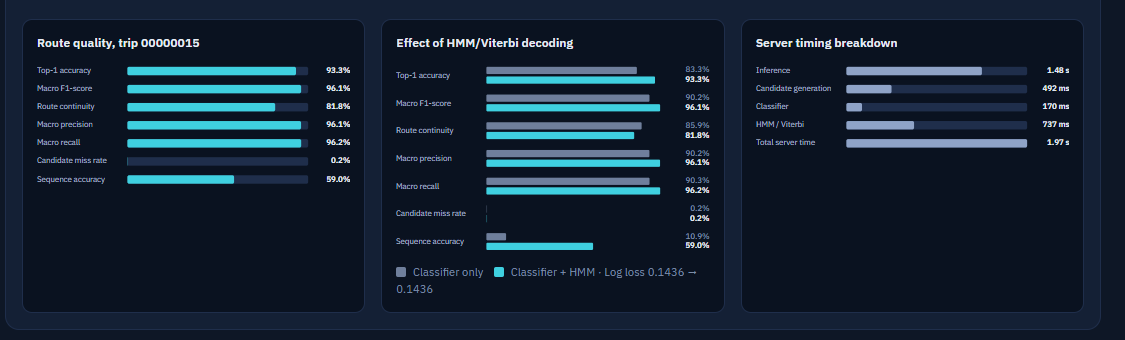 Route quality, trip 00000015
Top-1 accuracy 93.3%
Macro F1-score 96.1%
Route continuity 81.8%
Macro precision 96.1%
Macro recall 96.2%
Candidate miss rate 0.2%
Sequence accuracy 59.0%
Effect of HMM/Viterbi decoding
83.3%
Top-1 accuracy 93.3%
90.2%
Macro F1-score 96.1%
85.9%
Route continuity 81.8%
90.2%
Macro precision 96.1%
90.3%
Macro recall 96.2%
0.2%
Candidate miss rate 0.2%
10.9%
Sequence accuracy 59.0%
Classifier only Classifier + HMM · Log loss 0.1436 →
0.1436
Server timing breakdown
Inference 1.48 s
Candidate generation 492 ms
Classifier 170 ms
HMM / Viterbi 737 ms
Total server time 1.97 s